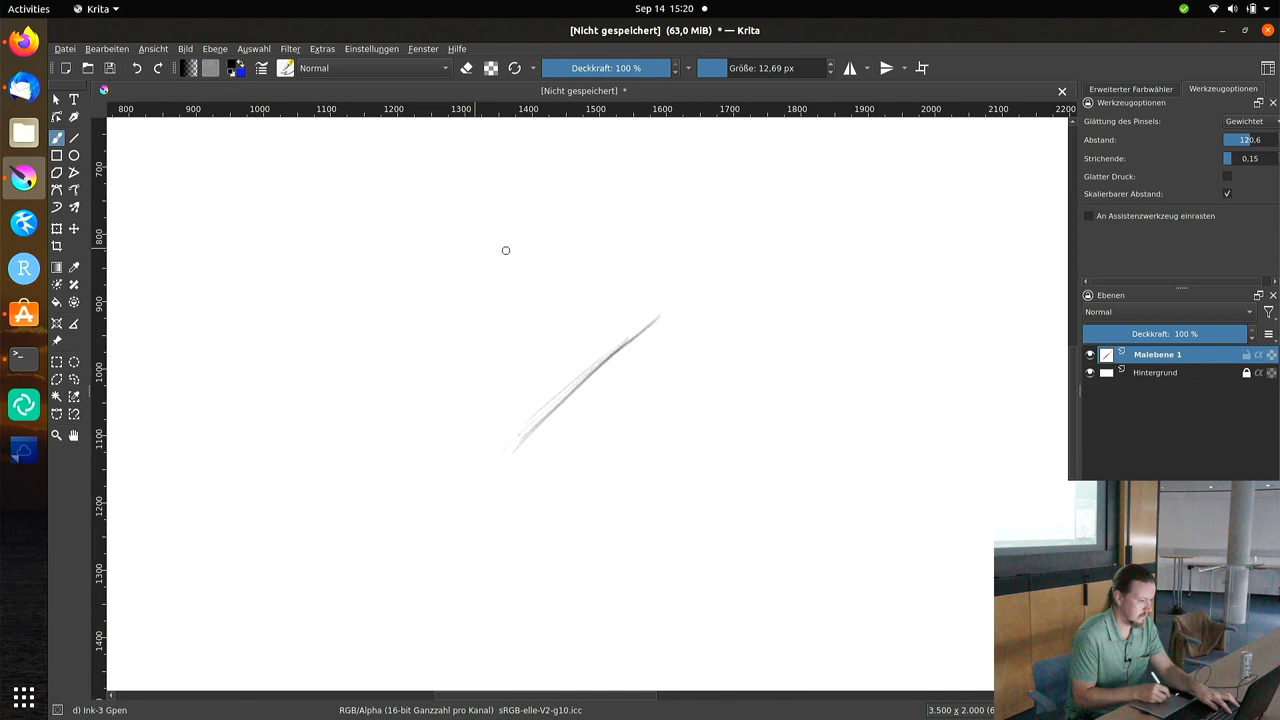 Activities
Krita
Sep 14 15:20
[Nicht gespeichert] (63,0 MiB) * — Krita
Datei Bearbeiten Ansicht Bild Ebene Auswahl Filter Extras Einstellungen Fenster Hilfe
Normal
Deckkraft: 100 %
Größe: 12,69 px
[Nicht gespeichert] *
Erweiterter Farbwähler
Werkzeugoptionen
800 900 1000 1100 1200 1300 1400 1500 1600 1700 1800 1900 2000 2100 2200
Werkzeugoptionen
Glättung des Pinsels: Gewichtet
Abstand: 120,6
Strichende: 0,15
Glatter Druck:
Skalierbarer Abstand:
An Assistenzwerkzeug einrasten
700
800
900
1000
1100
1200
1300
1400
Ebenen
Normal
Deckkraft: 100 %
Malebene 1
Hintergrund
d) Ink-3 Gpen
RGB/Alpha (16-bit Ganzzahl pro Kanal) sRGB-elle-V2-g10.icc
3.500 x 2.000 (6